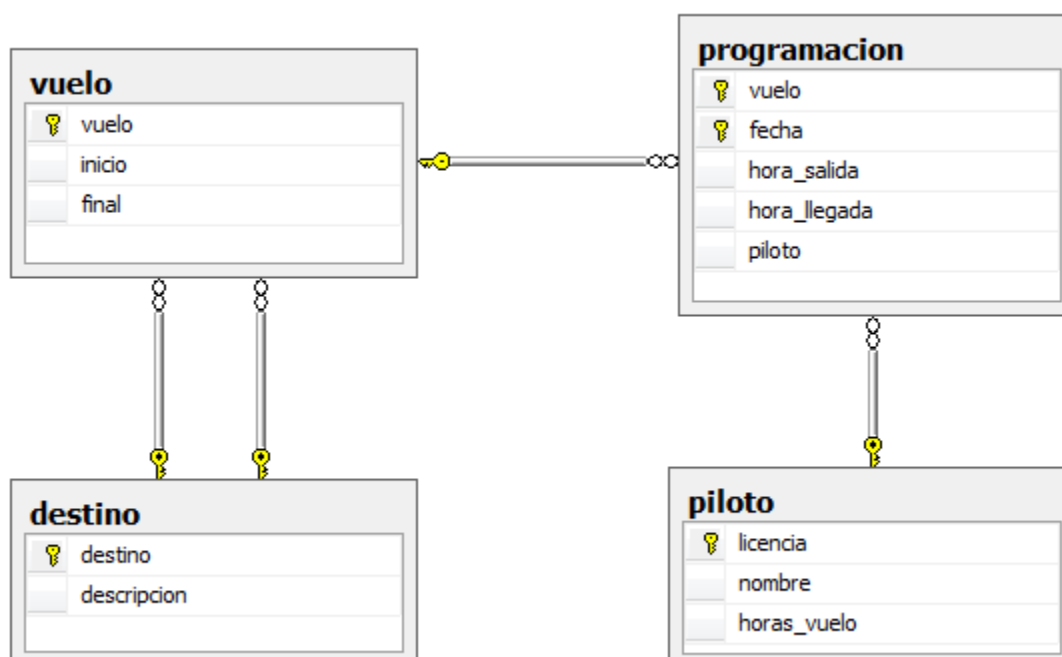 vuelo
vuelo
inicio
final
programacion
vuelo
fecha
hora_salida
hora_llegada
piloto
destino
destino
descripcion
piloto
licencia
nombre
horas_vuelo